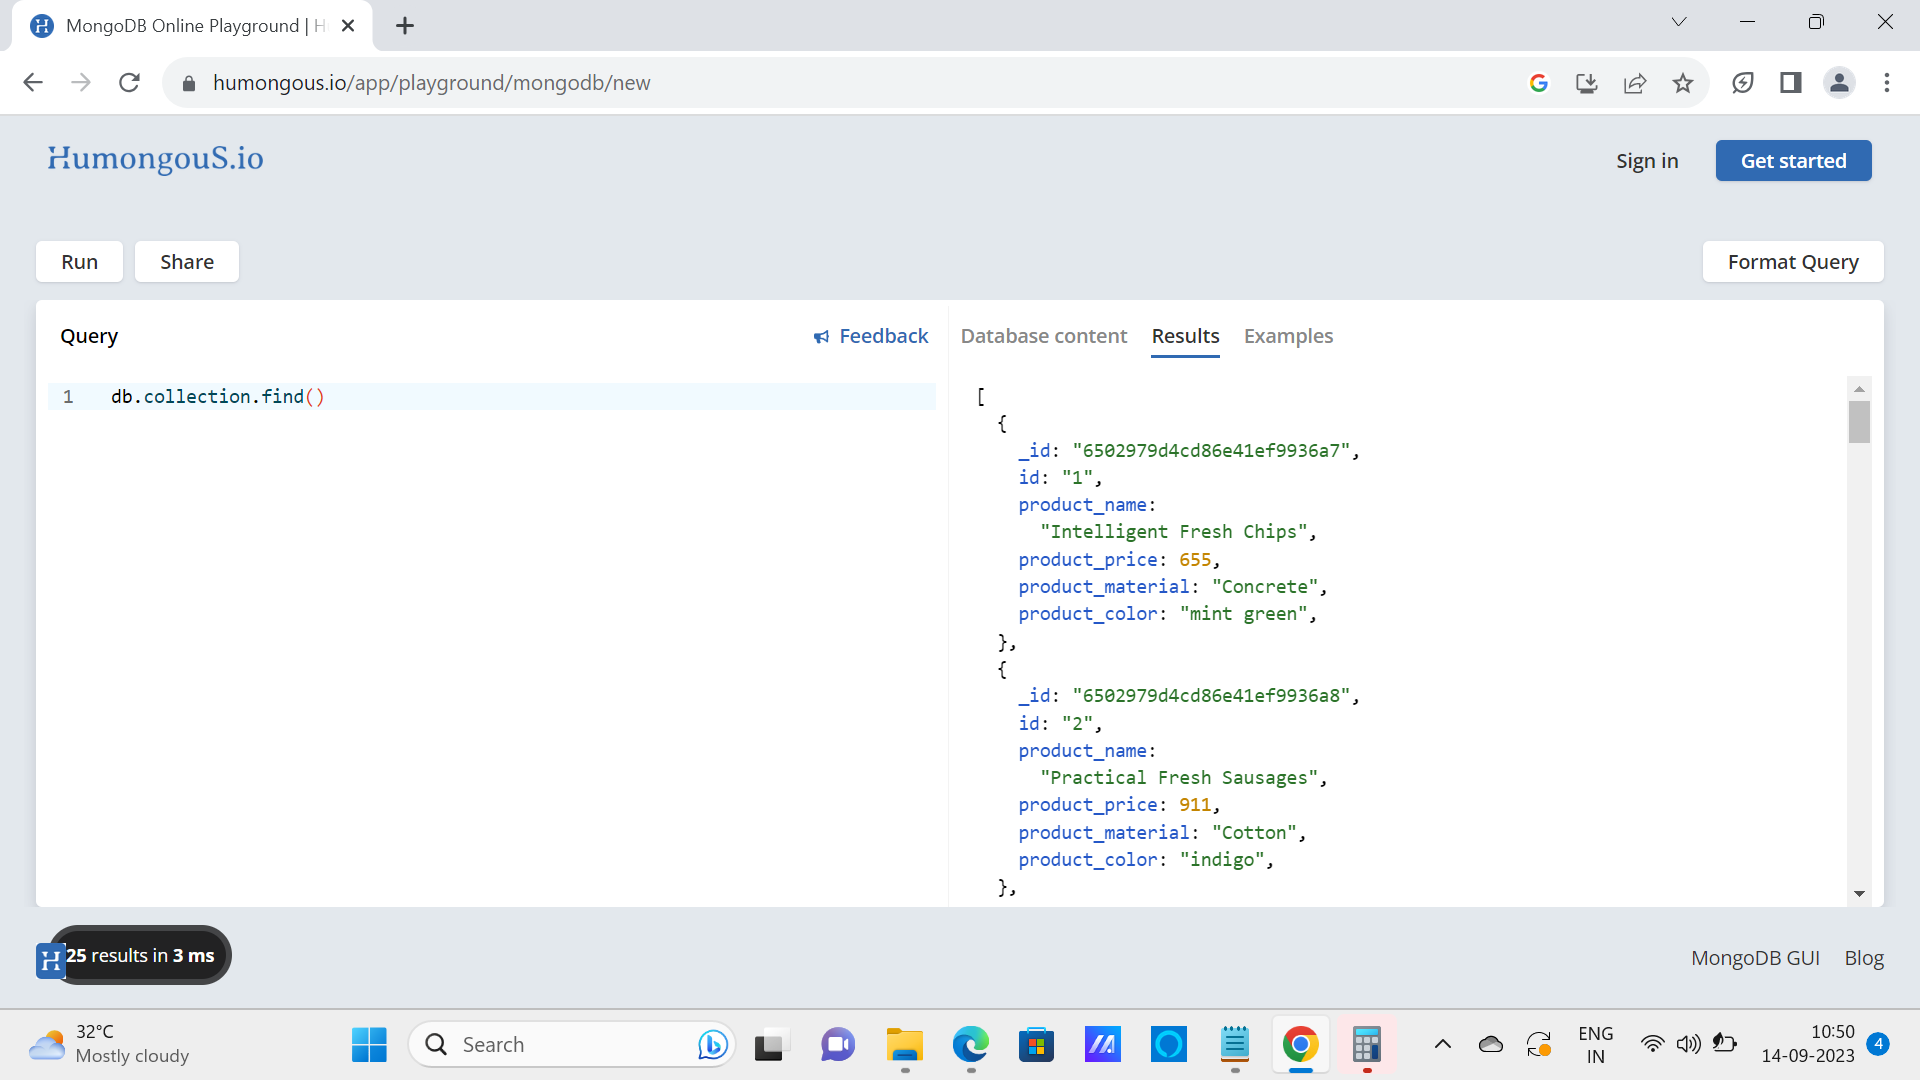 MongoDB Online Playground | H
humongous.io/app/playground/mongodb/new
HumongouS.io
Sign in
Get started
Run
Share
Format Query
Query
Feedback
Database content
Results
Examples
1 db.collection.find()
[
{
_id: "6502979d4cd86e41ef9936a7",
id: "1",
product_name:
"Intelligent Fresh Chips",
product_price: 655,
product_material: "Concrete",
product_color: "mint green",
},
{
_id: "6502979d4cd86e41ef9936a8",
id: "2",
product_name:
"Practical Fresh Sausages",
product_price: 911,
product_material: "Cotton",
product_color: "indigo",
},
H 25 results in 3 ms
MongoDB GUI
Blog
32°C
Mostly cloudy
Search
ENG
IN
10:50
14-09-2023
4